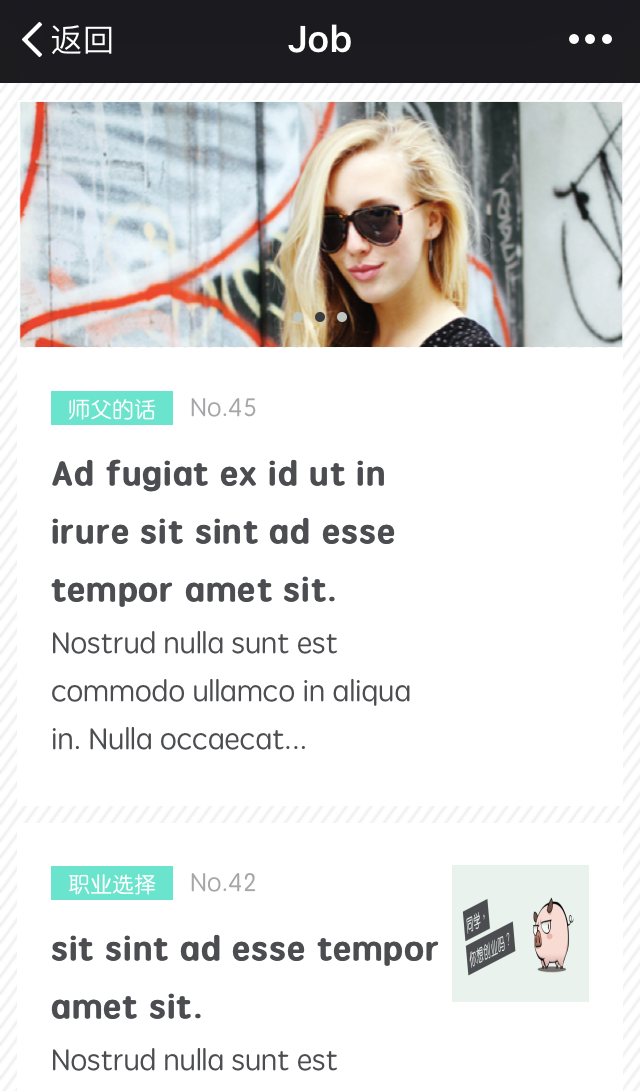 返回
Job
师父的话 No.45
Ad fugiat ex id ut in
irure sit sint ad esse
tempor amet sit.
Nostrud nulla sunt est
commodo ullamco in aliqua
in. Nulla occaecat...
职业选择 No.42
sit sint ad esse tempor
amet sit.
Nostrud nulla sunt est
同学，
你想创业吗？